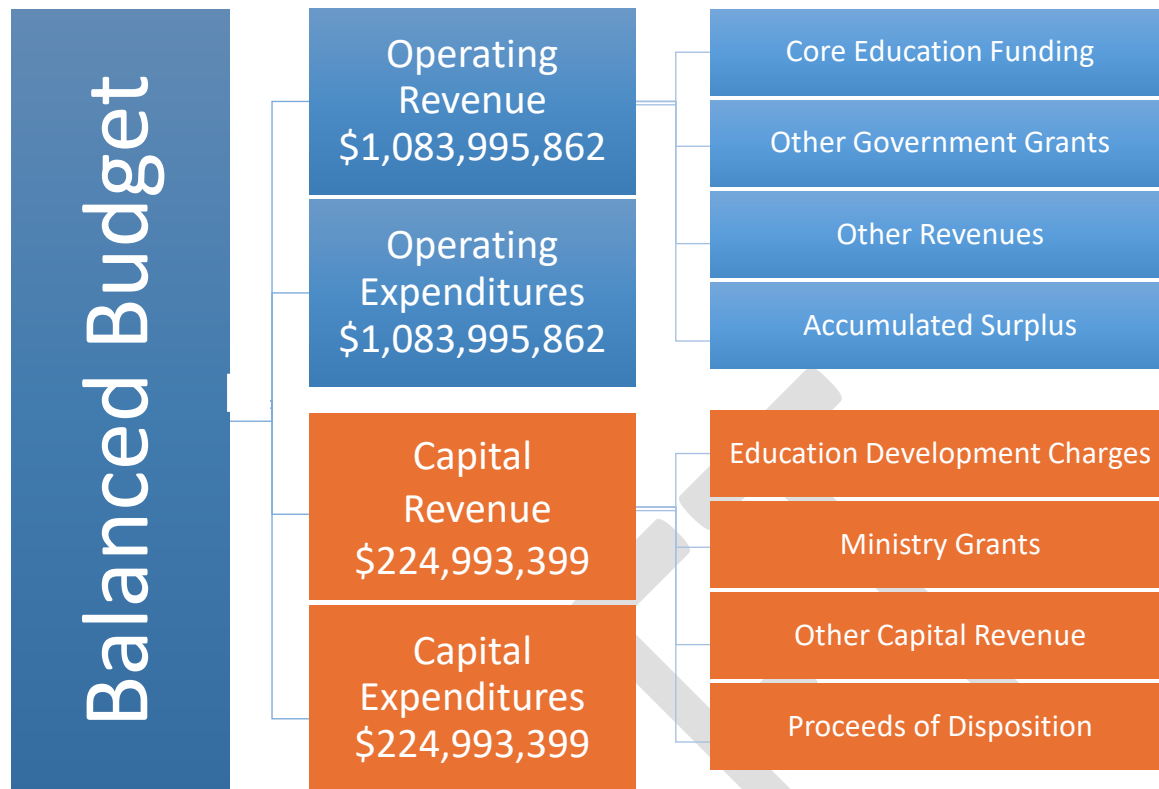 Balanced Budget
Operating
Revenue
$1,083,995,862
Operating
Expenditures
$1,083,995,862
Capital
Revenue
$224,993,399
Capital
Expenditures
$224,993,399
Core Education Funding
Other Government Grants
Other Revenues
Accumulated Surplus
Education Development Charges
Ministry Grants
Other Capital Revenue
Proceeds of Disposition